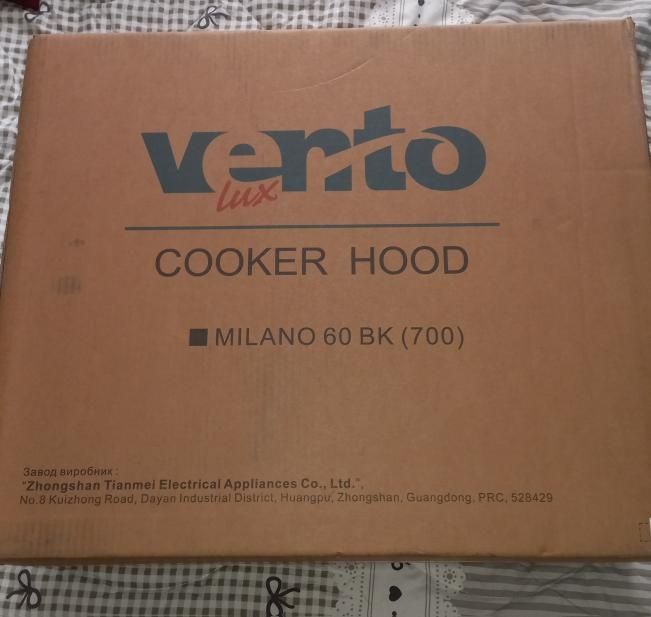 vento
lux
COOKER HOOD
MILANO 60 BK (700)
Завод виробник :
"Zhongshan Tianmei Electrical Appliances Co., Ltd.",
No.8 Kuizhong Road, Dayan Industrial District, Huangpu, Zhongshan, Guangdong, PRC, 528429